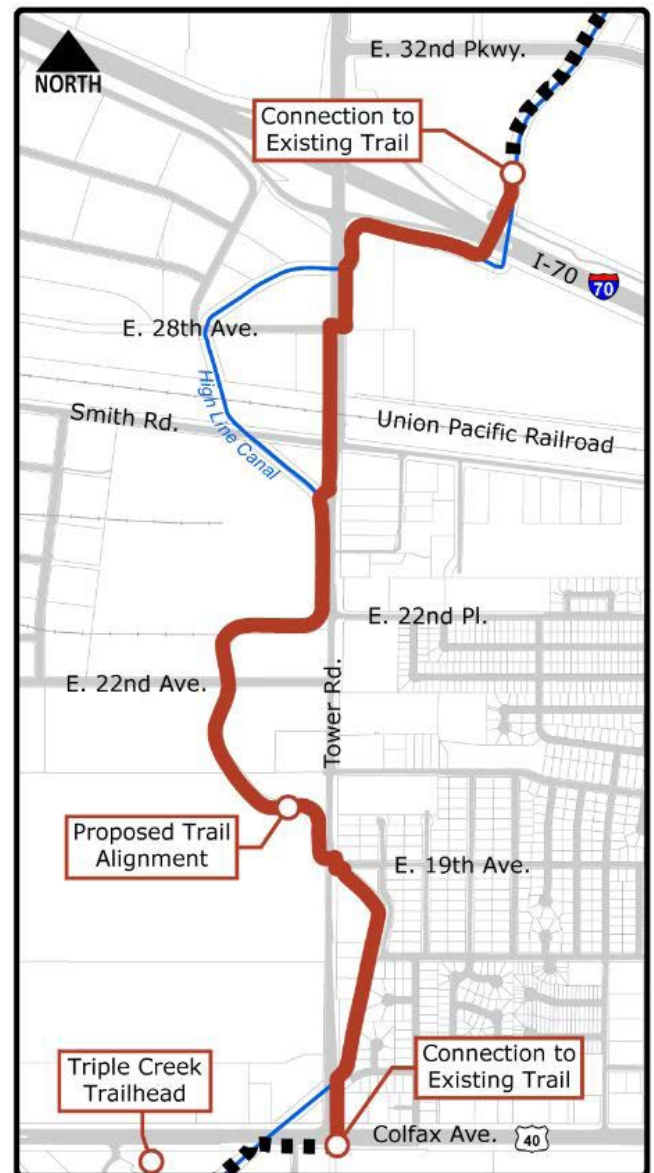 E. 32nd Pkwy.
NORTH
Connection to
Existing Trail
I-70
70
E. 28th Ave.
High Line Canal
Smith Rd.
Union Pacific Railroad
E. 22nd Pl.
E. 22nd Ave.
Tower Rd.
Proposed Trail
Alignment
E. 19th Ave.
Triple Creek
Trailhead
Connection to
Existing Trail
Colfax Ave.
40